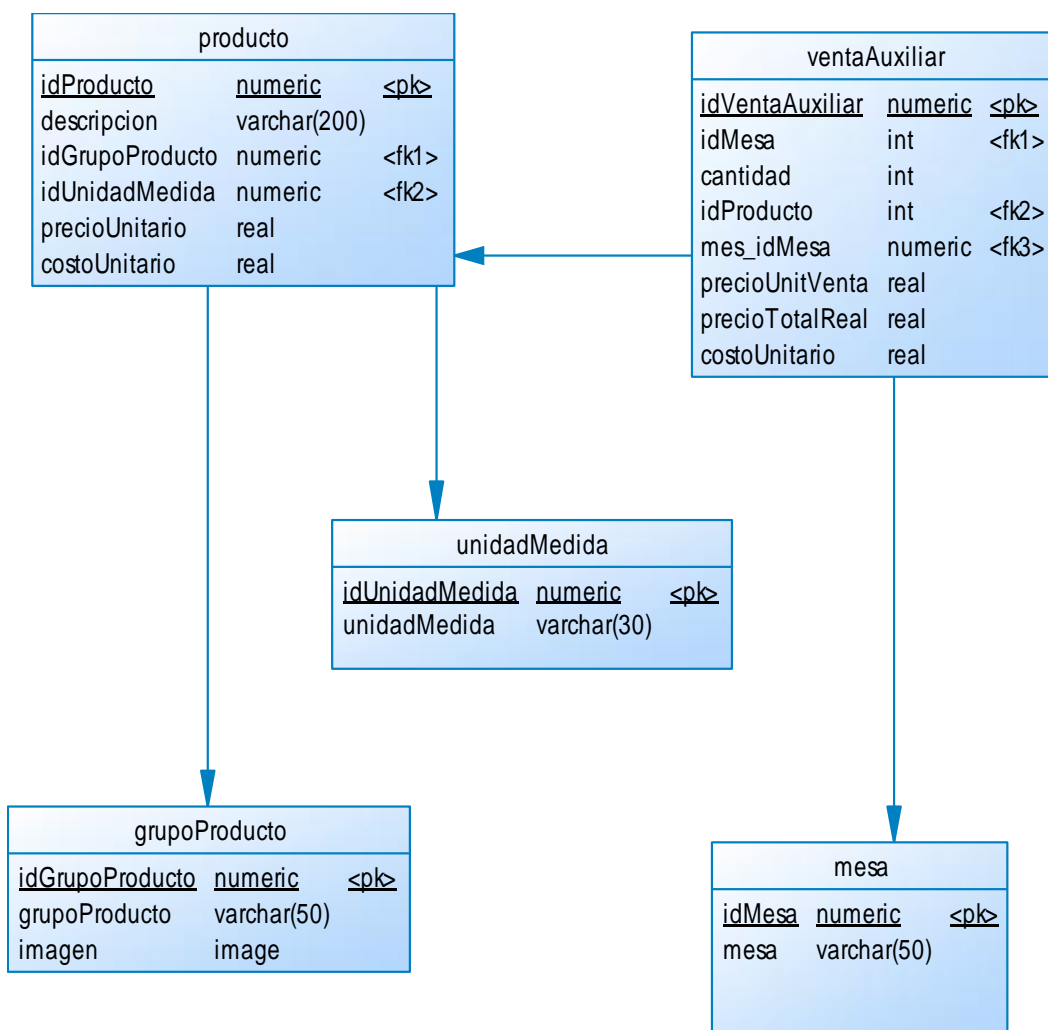 producto
idProducto numeric <pk>
descripcion varchar(200)
idGrupoProducto numeric <fk1>
idUnidadMedida numeric <fk2>
precioUnitario real
costoUnitario real
ventaAuxiliar
idVentaAuxiliar numeric <pk>
idMesa int <fk1>
cantidad int
idProducto int <fk2>
mes_idMesa numeric <fk3>
precioUnitVenta real
precioTotalReal real
costoUnitario real
unidadMedida
idUnidadMedida numeric <pk>
unidadMedida varchar(30)
grupoProducto
idGrupoProducto numeric <pk>
grupoProducto varchar(50)
imagen image
mesa
idMesa numeric <pk>
mesa varchar(50)